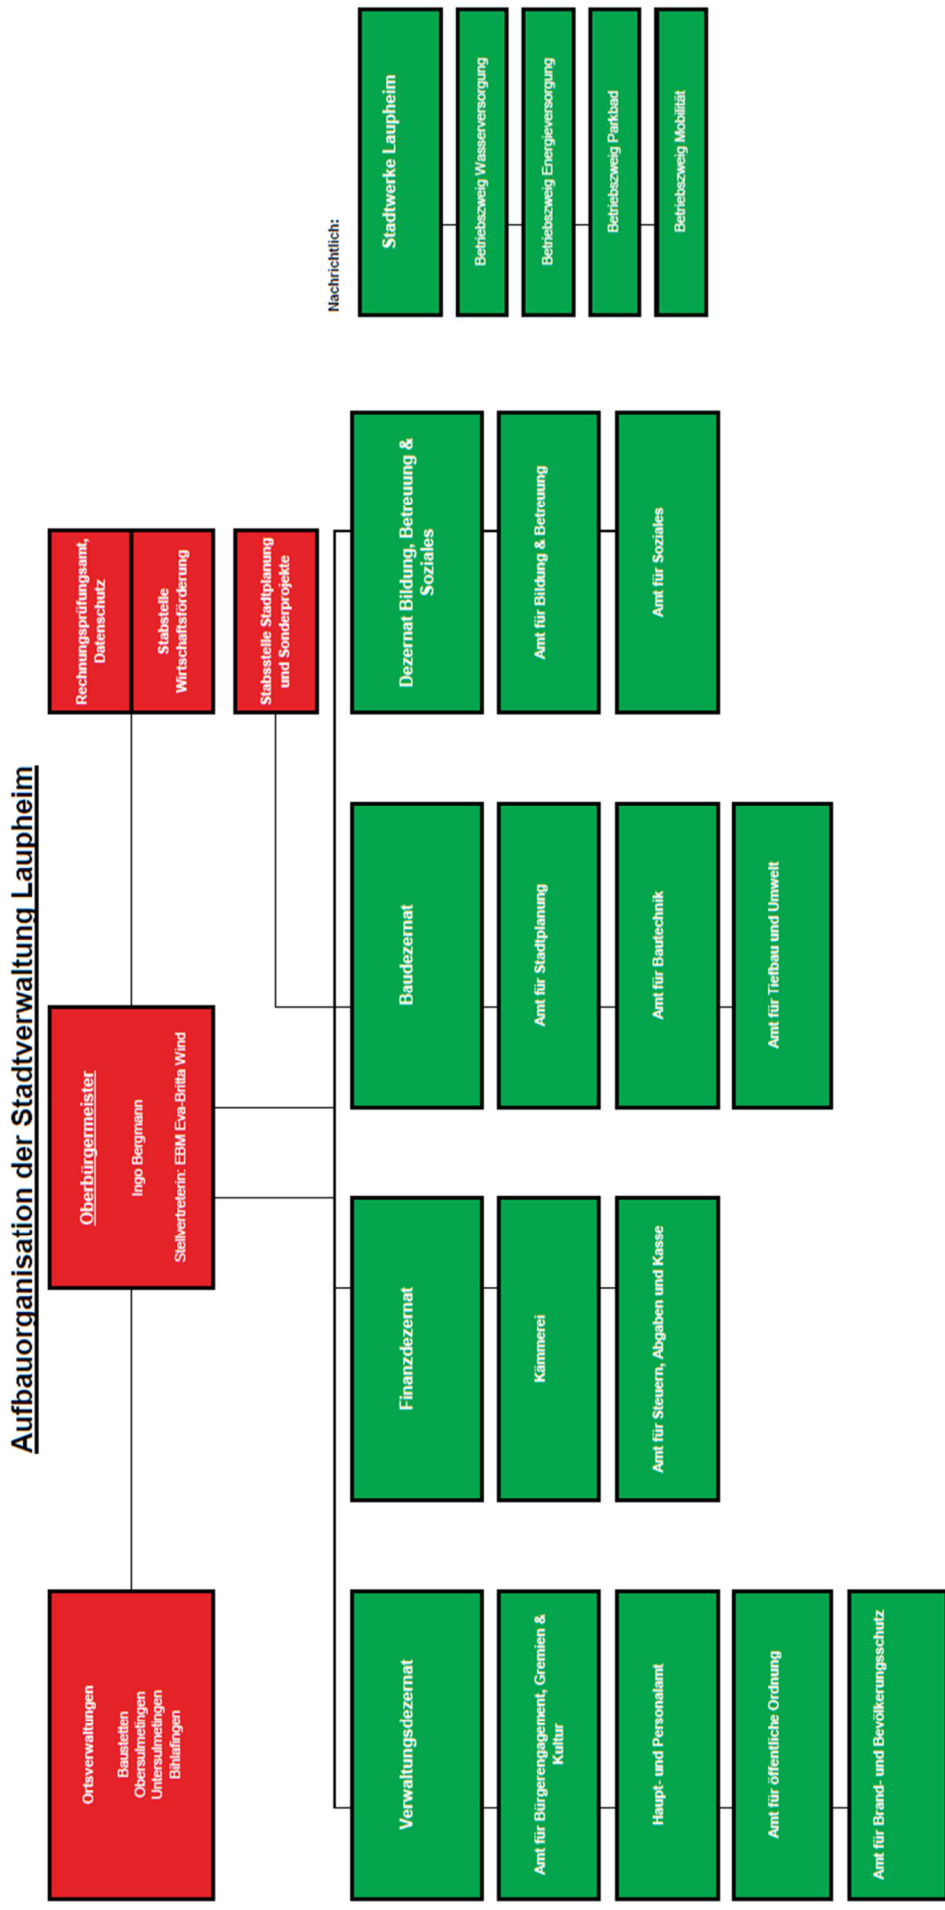 Aufbauorganisation der Stadtverwaltung Laupheim
Ortsverwaltungen
Baustetten
Obersulmetingen
Untersulmetingen
Bihlafingen
Oberbürgermeister
Ingo Bergmann
Stellvertreterin: EBM Eva-Britta Wind
Rechnungsprüfungsamt,
Datenschutz
Stabstelle
Wirtschaftsförderung
Stabsstelle Stadtplanung
und Sonderprojekte
Verwaltungsdezernat
Amt für Bürgerengagement, Gremien &
Kultur
Haupt- und Personalamt
Amt für öffentliche Ordnung
Amt für Brand- und Bevölkerungsschutz
Finanzdezernat
Kämmerei
Amt für Steuern, Abgaben und Kasse
Baudezernat
Amt für Stadtplanung
Amt für Bautechnik
Amt für Tiefbau und Umwelt
Dezernat Bildung, Betreuung &
Soziales
Amt für Bildung & Betreuung
Amt für Soziales
Nachrichtlich:
Stadtwerke Laupheim
Betriebszweig Wasserversorgung
Betriebszweig Energieversorgung
Betriebszweig Parkbad
Betriebszweig Mobilität